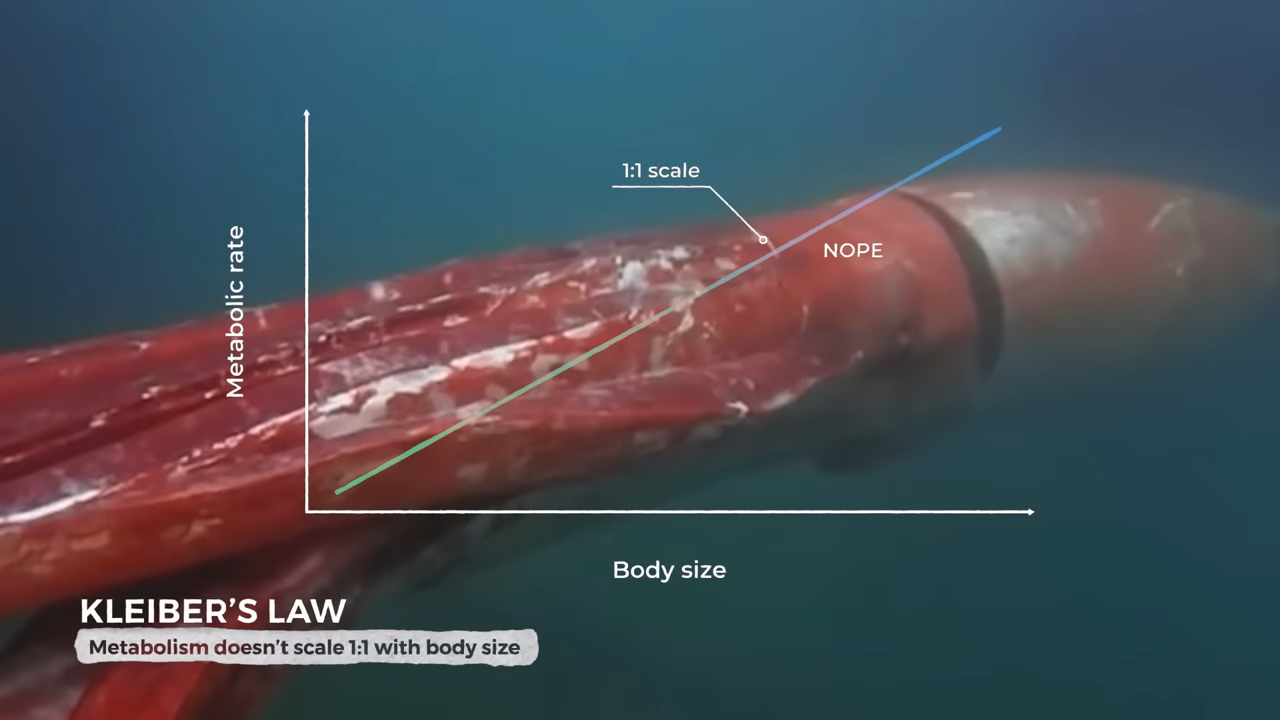 1:1 scale
NOPE
Metabolic rate
Body size
KLEIBER’S LAW
Metabolism doesn’t scale 1:1 with body size